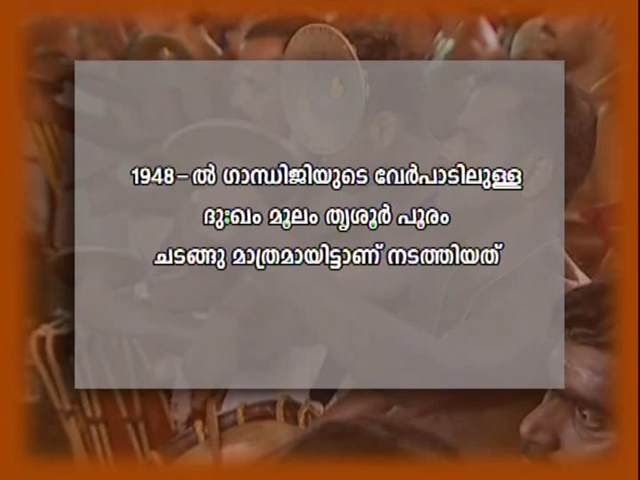 1948-ൽ ഗാന്ധിജിയുടെ വേർപാടിലുള്ള
ദുഃഖം മൂലം തൃശൂർ പൂരം
ചടങ്ങു മാത്രമായിട്ടാണ് നടത്തിയത്